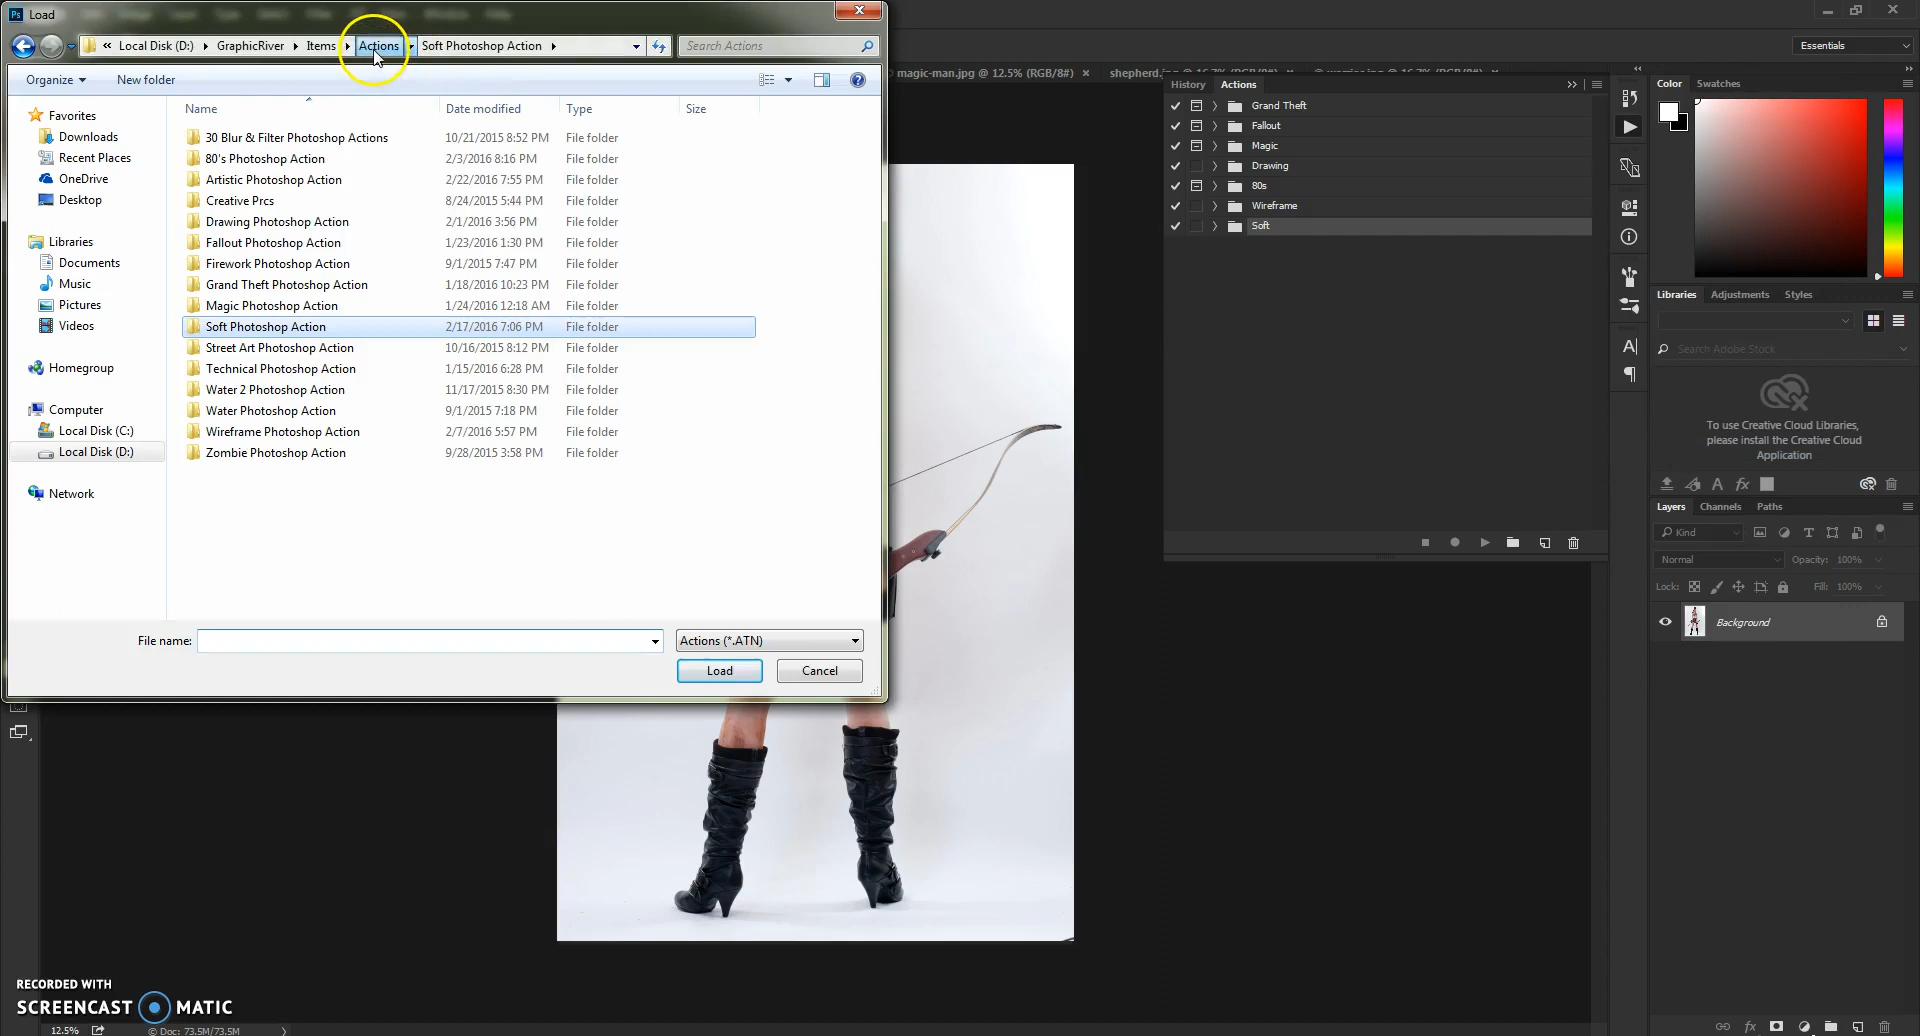 Load
« Local Disk (D:) GraphicRiver Items Actions Soft Photoshop Action
Search Actions
Essentials
Organize New folder
magic-man.jpg @ 12.5% (RGB/8#) ×
History Actions
Color Swatches
Name Date modified Type Size
Favorites
Downloads
Recent Places
OneDrive
Desktop
Libraries
Documents
Music
Pictures
Videos
Homegroup
Computer
Local Disk (C:)
Local Disk (D:)
Network
30 Blur & Filter Photoshop Actions 10/21/2015 8:52 PM File folder
80's Photoshop Action 2/3/2016 8:16 PM File folder
Artistic Photoshop Action 2/22/2016 7:55 PM File folder
Creative Prcs 8/24/2015 5:44 PM File folder
Drawing Photoshop Action 2/1/2016 3:56 PM File folder
Fallout Photoshop Action 1/23/2016 1:30 PM File folder
Firework Photoshop Action 9/1/2015 7:47 PM File folder
Grand Theft Photoshop Action 1/18/2016 10:23 PM File folder
Magic Photoshop Action 1/24/2016 12:18 AM File folder
Soft Photoshop Action 2/17/2016 7:06 PM File folder
Street Art Photoshop Action 10/16/2015 8:12 PM File folder
Technical Photoshop Action 1/15/2016 6:28 PM File folder
Water 2 Photoshop Action 11/17/2015 8:30 PM File folder
Water Photoshop Action 9/1/2015 7:18 PM File folder
Wireframe Photoshop Action 2/7/2016 5:57 PM File folder
Zombie Photoshop Action 9/28/2015 3:58 PM File folder
File name:
Actions (*.ATN)
Load Cancel
Grand Theft
Fallout
Magic
Drawing
80s
Wireframe
Soft
Libraries Adjustments Styles
Search Adobe Stock
To use Creative Cloud Libraries,
please install the Creative Cloud
Application
Layers Channels Paths
Kind
Normal Opacity: 100%
Lock: Fill: 100%
Background
RECORDED WITH
SCREENCAST MATIC
12.5% Doc: 73.5M/73.5M